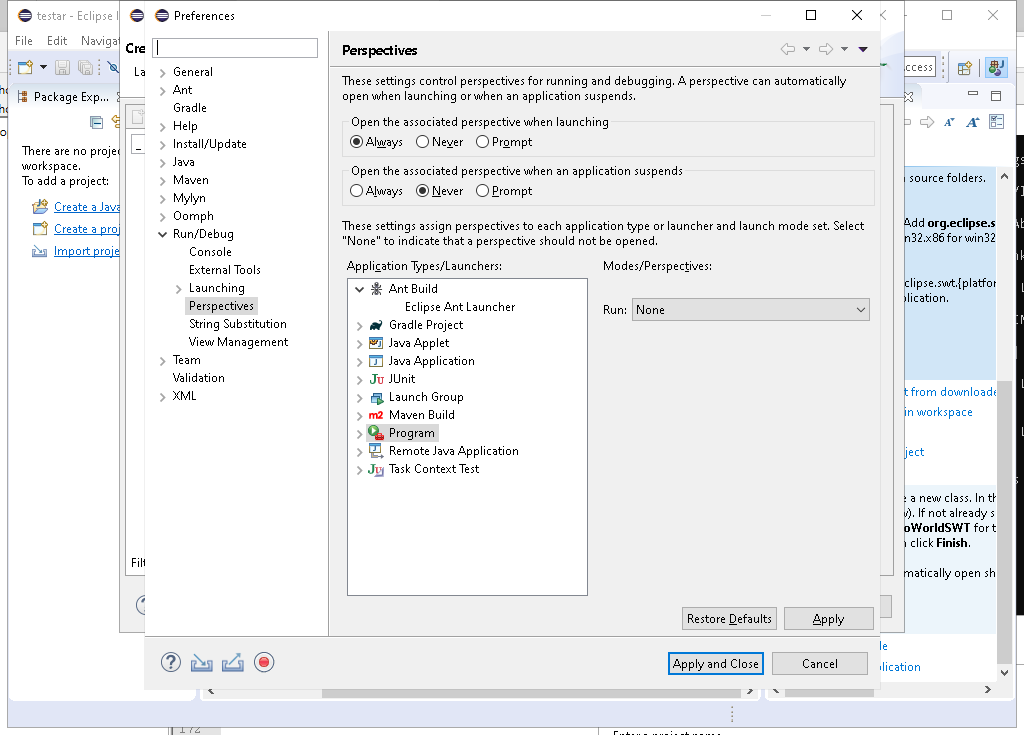 testar - Eclipse I
Preferences
File Edit Navigat
Cre
La
Package Exp...
There are no proje
workspace.
To add a project:
Create a Java
Create a proj
Import proje
Filt
General
Ant
Gradle
Help
Install/Update
Java
Maven
Mylyn
Oomph
Run/Debug
Console
External Tools
Launching
Perspectives
String Substitution
View Management
Team
Validation
XML
Perspectives
These settings control perspectives for running and debugging. A perspective can automatically
open when launching or when an application suspends.
Open the associated perspective when launching
Always Never Prompt
Open the associated perspective when an application suspends
Always Never Prompt
These settings assign perspectives to each application type or launcher and launch mode set. Select
"None" to indicate that a perspective should not be opened.
Application Types/Launchers: Modes/Perspectives:
Ant Build
Eclipse Ant Launcher
Run: None
Gradle Project
Java Applet
Java Application
JUnit
Launch Group
Maven Build
Program
Remote Java Application
Task Context Test
Restore Defaults Apply
Apply and Close Cancel
ccess
source folders.
Add org.eclipse.s
n32.x86 for win32
clipse.swt.{platfor
plication.
t from downloade
in workspace
ject
e a new class. In th
v). If not already s
oWorldSWT for t
click Finish.
matically open sh
le
plication
172